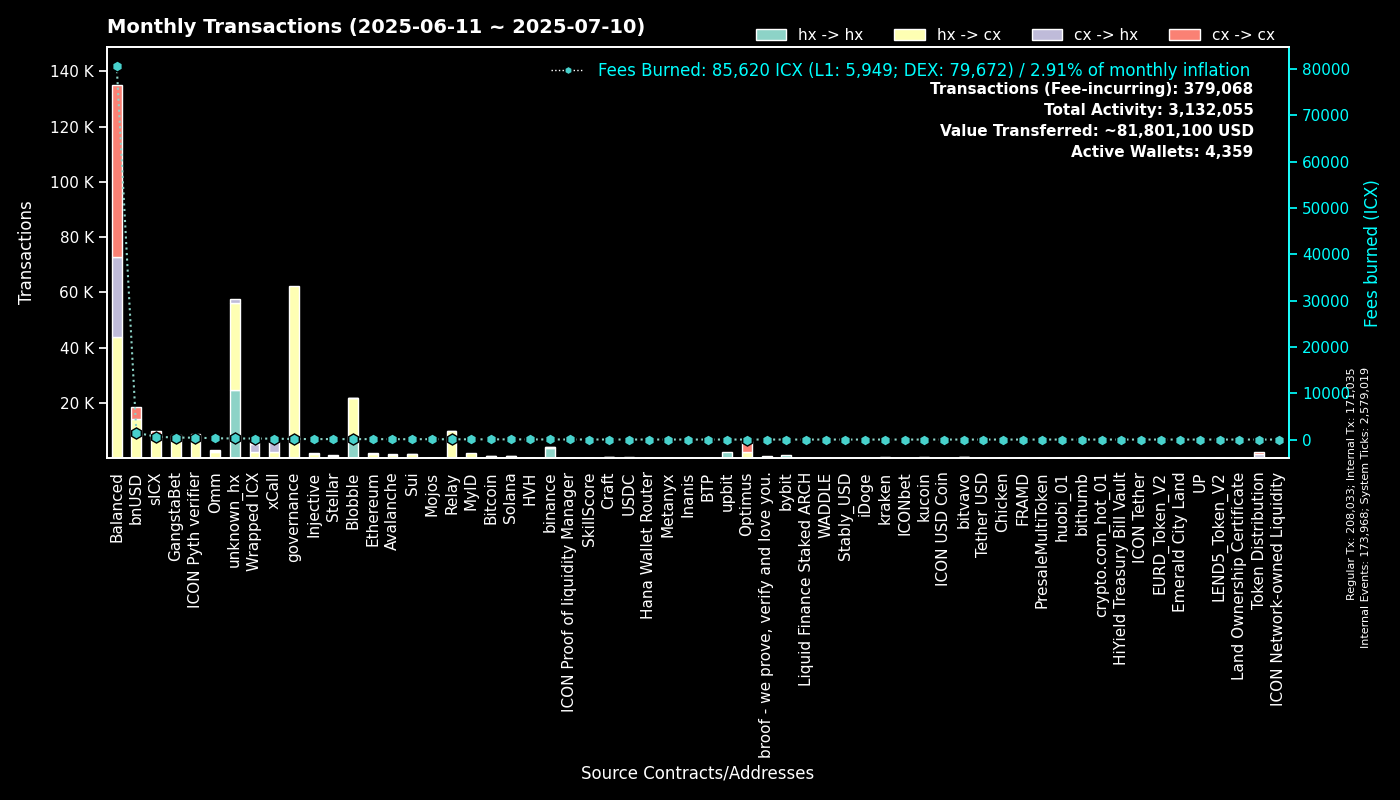 Monthly Transactions (2025-06-11 ~ 2025-07-10)
hx -> hx
hx -> cx
cx -> hx
cx -> cx
Fees Burned: 85,620 ICX (L1: 5,949; DEX: 79,672) / 2.91% of monthly inflation
Transactions (Fee-incurring): 379,068
Total Activity: 3,132,055
Value Transferred: ~81,801,100 USD
Active Wallets: 4,359
Transactions
140 K
120 K
100 K
80 K
60 K
40 K
20 K
80000
70000
60000
50000
40000
30000
20000
10000
0
Fees burned (ICX)
Regular Tx: 208,033; Internal Tx: 171,035
Internal Events: 173,968; System Ticks: 2,579,019
Balanced
bnUSD
sICX
GangstaBet
ICON Pyth verifier
Omm
unknown_hx
Wrapped ICX
xCall
governance
Injective
Stellar
Blobble
Ethereum
Avalanche
Sui
Mojos
Relay
MyID
Bitcoin
Solana
HVH
binance
ICON Proof of liquidity Manager
SkillScore
Craft
USDC
Hana Wallet Router
Metanyx
Inanis
BTP
upbit
Optimus
broof - we prove, verify and love you.
bybit
Liquid Finance Staked ARCH
WADDLE
Stably_USD
iDoge
kraken
ICONbet
kucoin
ICON USD Coin
bitvavo
Tether USD
Chicken
FRAMD
PresaleMultiToken
huobi_01
bithumb
crypto.com_hot_01
HiYield Treasury Bill Vault
ICON Tether
EURD_Token_V2
Emerald City Land
UP
LEND5_Token_V2
Land Ownership Certificate
Token Distribution
ICON Network-owned Liquidity
Source Contracts/Addresses